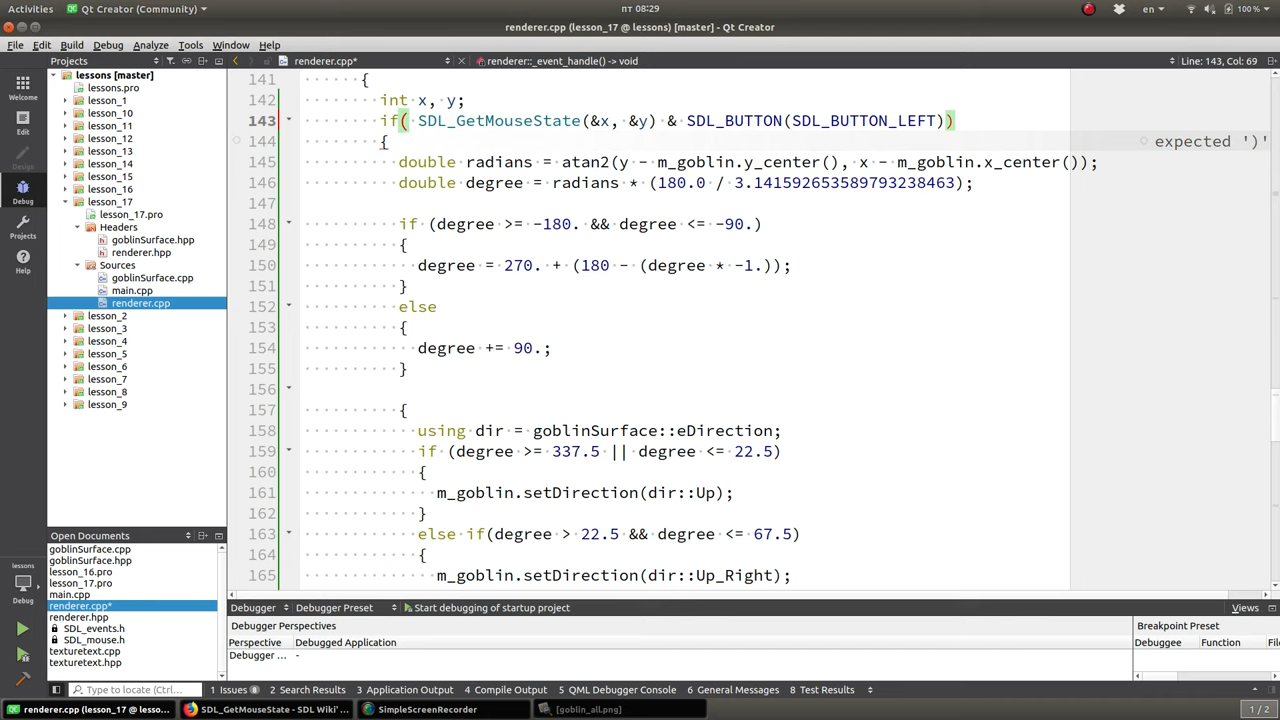 Activities Qt Creator (Community) пт 08:29 en 100 %
renderer.cpp (lesson_17 @ lessons) [master] - Qt Creator
File Edit Build Debug Analyze Tools Window Help
Projects renderer.cpp* renderer::_event_handle() -> void Line: 143, Col: 69
Welcome
Edit
Design
Debug
Projects
Help
lessons
Debug
lessons [master]
lessons.pro
lesson_1
lesson_10
lesson_11
lesson_12
lesson_13
lesson_14
lesson_15
lesson_16
lesson_17
lesson_17.pro
Headers
goblinSurface.hpp
renderer.hpp
Sources
goblinSurface.cpp
main.cpp
renderer.cpp
lesson_2
lesson_3
lesson_4
lesson_5
lesson_6
lesson_7
lesson_8
lesson_9
Open Documents
goblinSurface.cpp
goblinSurface.hpp
lesson_16.pro
lesson_17.pro
main.cpp
renderer.cpp*
renderer.hpp
SDL_events.h
SDL_mouse.h
texturetext.cpp
texturetext.hpp
141 {
142 int x, y;
143 if( SDL_GetMouseState(&x, &y) & SDL_BUTTON(SDL_BUTTON_LEFT))
144 { expected ')'
145 double radians = atan2(y - m_goblin.y_center(), x - m_goblin.x_center());
146 double degree = radians * (180.0 / 3.141592653589793238463);
147
148 if (degree >= -180. && degree <= -90.)
149 {
150 degree = 270. + (180 - (degree * -1.));
151 }
152 else
153 {
154 degree += 90.;
155 }
156
157 {
158 using dir = goblinSurface::eDirection;
159 if (degree >= 337.5 || degree <= 22.5)
160 {
161 m_goblin.setDirection(dir::Up);
162 }
163 else if(degree > 22.5 && degree <= 67.5)
164 {
165 m_goblin.setDirection(dir::Up_Right);
Debugger Debugger Preset Start debugging of startup project Views
Debugger Perspectives Breakpoint Preset
Perspective Debugged Application Debuggee Function File
Debugger ... -
Type to locate (Ctrl... 1 Issues 8 2 Search Results 3 Application Output 4 Compile Output 5 QML Debugger Console 6 General Messages 8 Test Results
renderer.cpp (lesson_17 @ lesso... SDL_GetMouseState - SDL Wiki'... SimpleScreenRecorder [goblin_all.png] 1 / 2